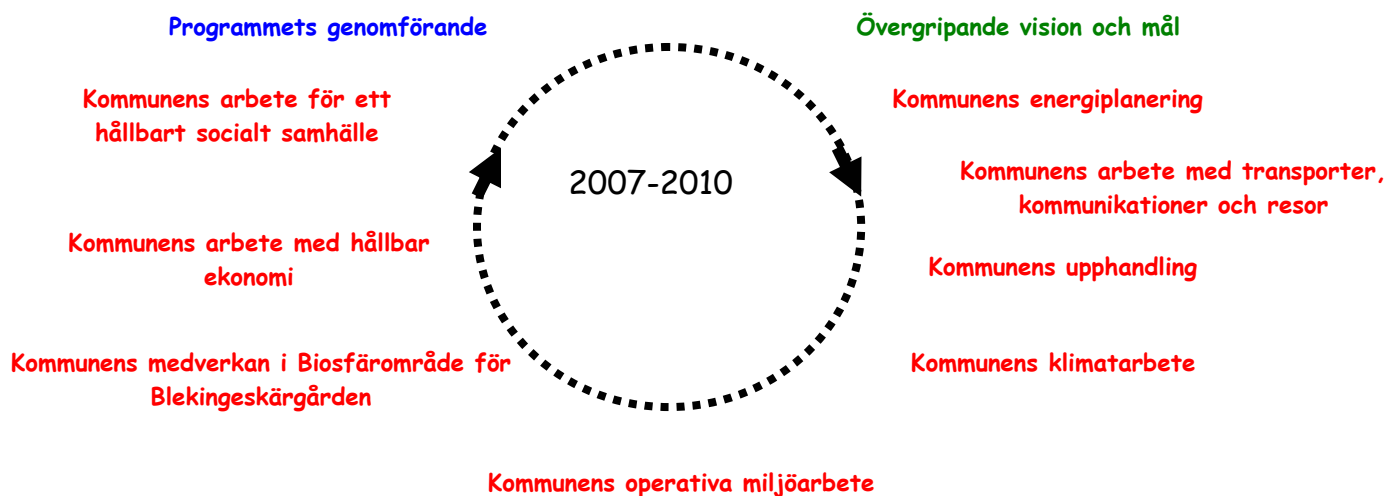 Programmets genomförande
Övergripande vision och mål
Kommunens arbete för ett
hållbart socialt samhälle
Kommunens energiplanering
2007-2010
Kommunens arbete med transporter,
kommunikationer och resor
Kommunens arbete med hållbar
ekonomi
Kommunens upphandling
Kommunens medverkan i Biosfärområde för
Blekingeskärgården
Kommunens klimatarbete
Kommunens operativa miljöarbete